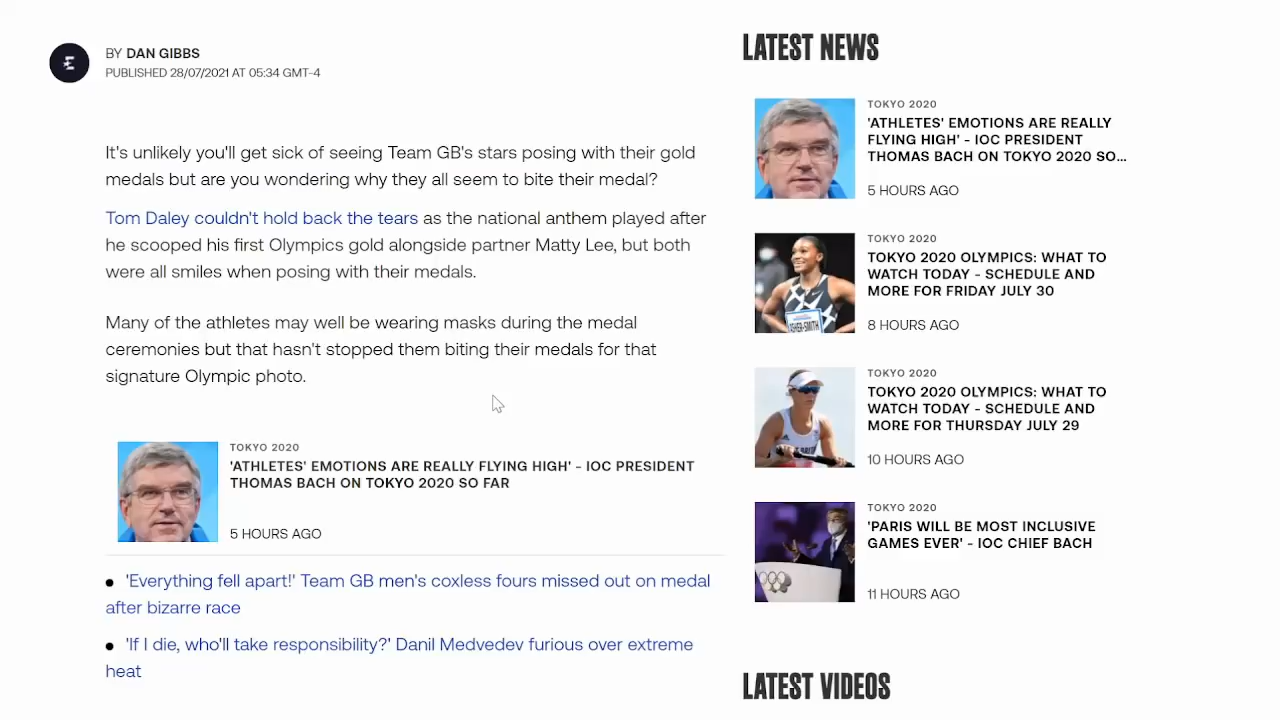 BY DAN GIBBS
PUBLISHED 28/07/2021 AT 05:34 GMT-4
It's unlikely you'll get sick of seeing Team GB's stars posing with their gold
medals but are you wondering why they all seem to bite their medal?
Tom Daley couldn't hold back the tears as the national anthem played after
he scooped his first Olympics gold alongside partner Matty Lee, but both
were all smiles when posing with their medals.
Many of the athletes may well be wearing masks during the medal
ceremonies but that hasn't stopped them biting their medals for that
signature Olympic photo.
TOKYO 2020
'ATHLETES' EMOTIONS ARE REALLY FLYING HIGH' - IOC PRESIDENT
THOMAS BACH ON TOKYO 2020 SO FAR
5 HOURS AGO
● 'Everything fell apart!' Team GB men's coxless fours missed out on medal
after bizarre race
● 'If I die, who'll take responsibility?' Danil Medvedev furious over extreme
heat
LATEST NEWS
TOKYO 2020
'ATHLETES' EMOTIONS ARE REALLY
FLYING HIGH' - IOC PRESIDENT
THOMAS BACH ON TOKYO 2020 SO...
5 HOURS AGO
TOKYO 2020
TOKYO 2020 OLYMPICS: WHAT TO
WATCH TODAY - SCHEDULE AND
MORE FOR FRIDAY JULY 30
8 HOURS AGO
ASHER-SMITH
TOKYO 2020
TOKYO 2020 OLYMPICS: WHAT TO
WATCH TODAY - SCHEDULE AND
MORE FOR THURSDAY JULY 29
10 HOURS AGO
TOKYO 2020
'PARIS WILL BE MOST INCLUSIVE
GAMES EVER' - IOC CHIEF BACH
11 HOURS AGO
LATEST VIDEOS